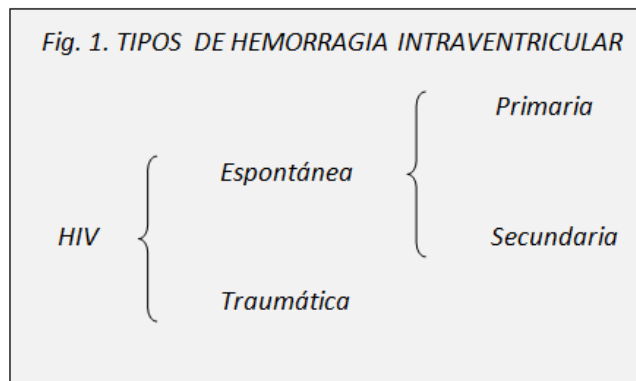 Fig. 1. TIPOS DE HEMORRAGIA INTRAVENTRICULAR
Primaria
Espontánea
HIV
Secundaria
Traumática